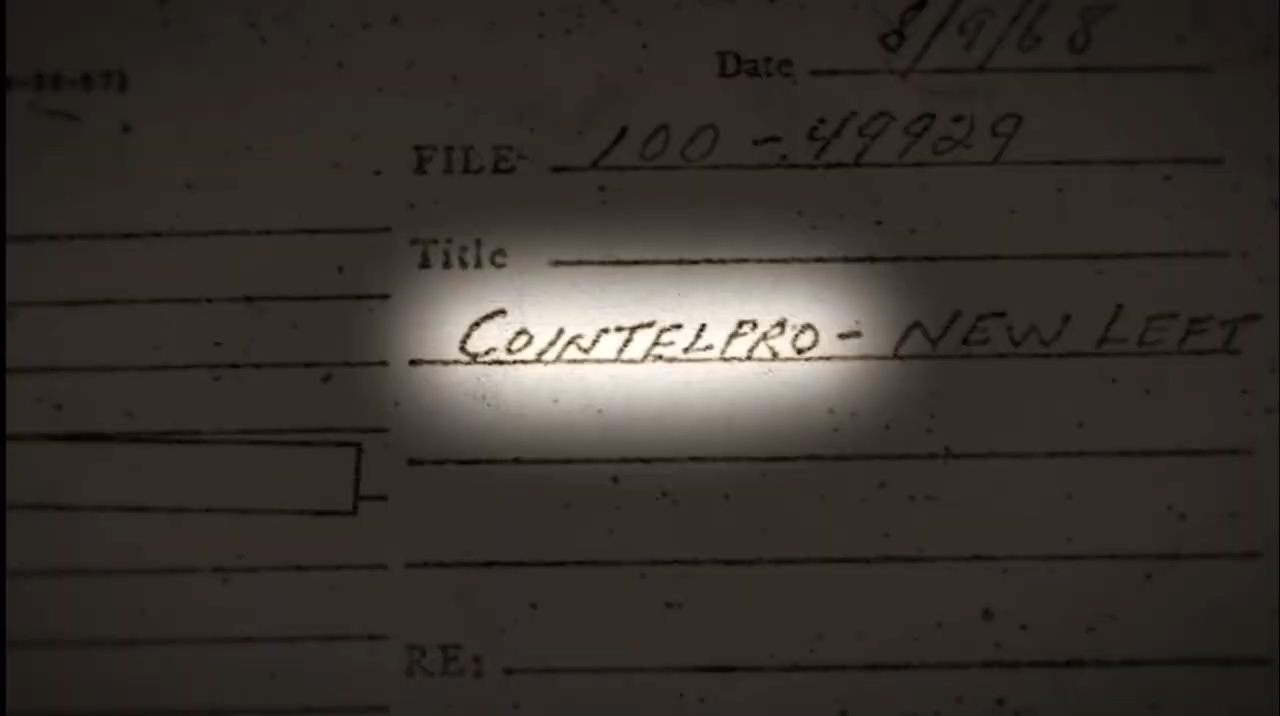 Date 8/9/68
FILE- 100-49929
Title
COINTELPRO - NEW LEFT
RE: